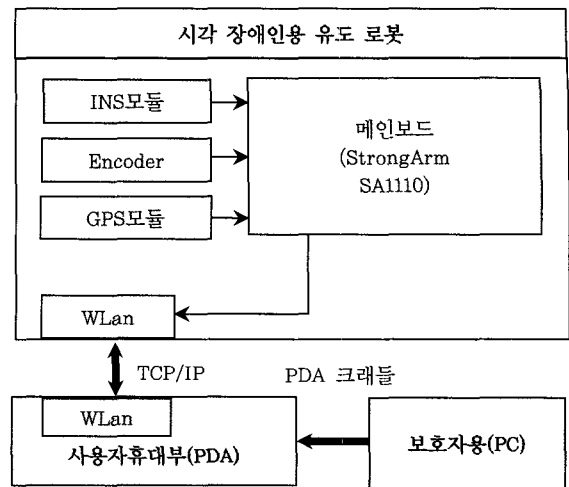 시각 장애인용 유도 로봇
INS모듈
Encoder
GPS모듈
메인보드
(StrongArm
SA1110)
WLan
TCP/IP
PDA 크래들
WLan
사용자휴대부(PDA)
보호자용(PC)